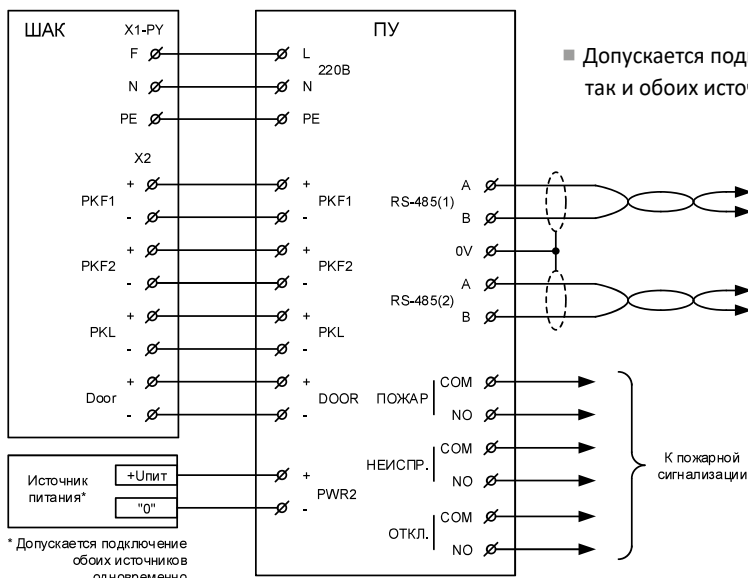 ШАК
X1-PY
F
N
PE
X2
+
PKF1
-
+
PKF2
-
+
PKL
-
+
Door
-
Источник
питания*
+Uпит
"0"
* Допускается подключение
обоих источников
одновременно
ПУ
L
220В
N
PE
+
PKF1
-
+
PKF2
-
+
PKL
-
+
DOOR
-
+
PWR2
-
A
RS-485(1)
B
0V
A
RS-485(2)
B
COM
ПОЖАР
NO
COM
НЕИСПР.
NO
COM
ОТКЛ.
NO
К пожарной
сигнализации
Допускается
так и обоих